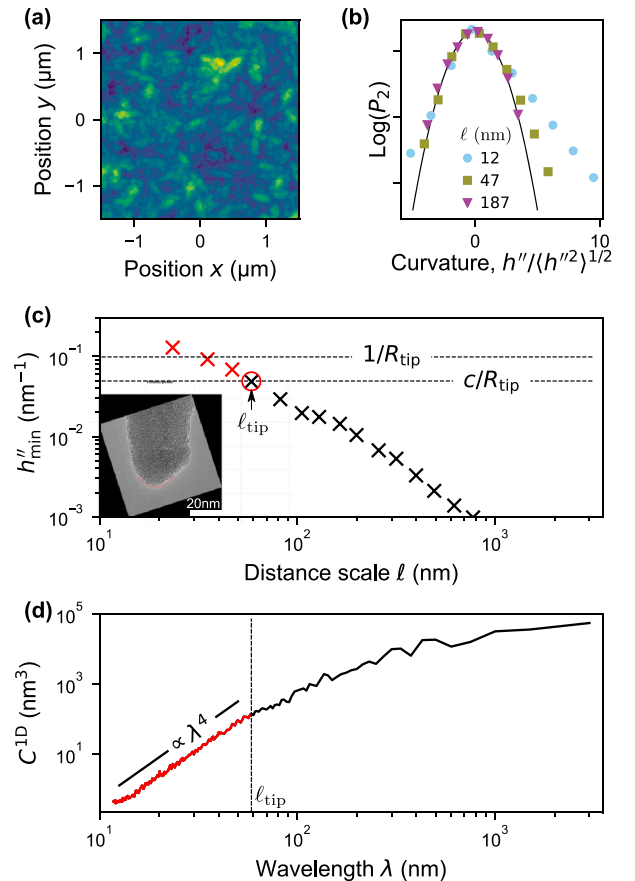 (a)
Position y (μm)
1
0
−1
−1
0
1
Position x (μm)
(b)
Log(P₂)
ℓ (nm)
12
47
187
0
10
Curvature, h′′/⟨h′′²⟩¹ᐟ²
(c)
h′′min (nm⁻¹)
10⁻¹
10⁻²
10⁻³
1/Rtip
c/Rtip
ℓtip
20nm
10¹
10²
10³
Distance scale ℓ (nm)
(d)
C¹ᴰ (nm³)
10⁵
10³
10¹
∝ λ⁴
ℓtip
10¹
10²
10³
Wavelength λ (nm)